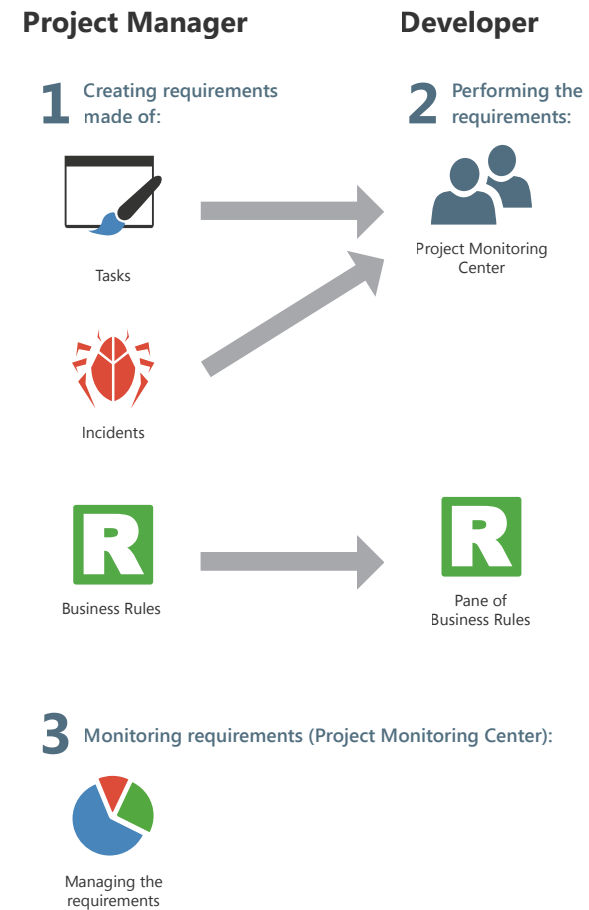 Project Manager
Developer
1 Creating requirements
made of:
2 Performing the
requirements:
Tasks
Project Monitoring
Center
Incidents
R
Business Rules
R
Pane of
Business Rules
3 Monitoring requirements (Project Monitoring Center):
Managing the
requirements